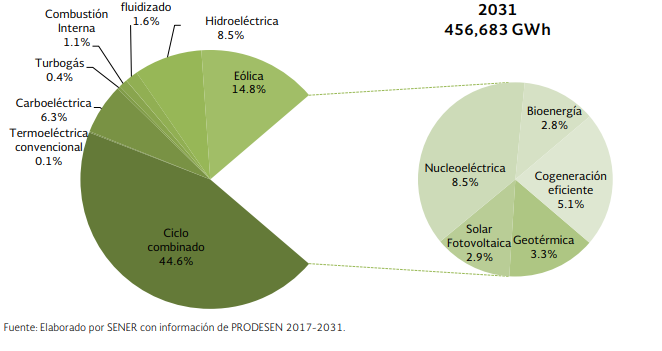 2031
456,683 GWh
fluidizado
1.6%
Combustión
Interna
1.1%
Turbogás
0.4%
Carboeléctrica
6.3%
Termoeléctrica
convencional
0.1%
Hidroeléctrica
8.5%
Eólica
14.8%
Ciclo
combinado
44.6%
Bioenergía
2.8%
Nucleoeléctrica
8.5%
Cogeneración
eficiente
5.1%
Solar
Fotovoltaica
2.9%
Geotérmica
3.3%
Fuente: Elaborado por SENER con información de PRODESEN 2017-2031.